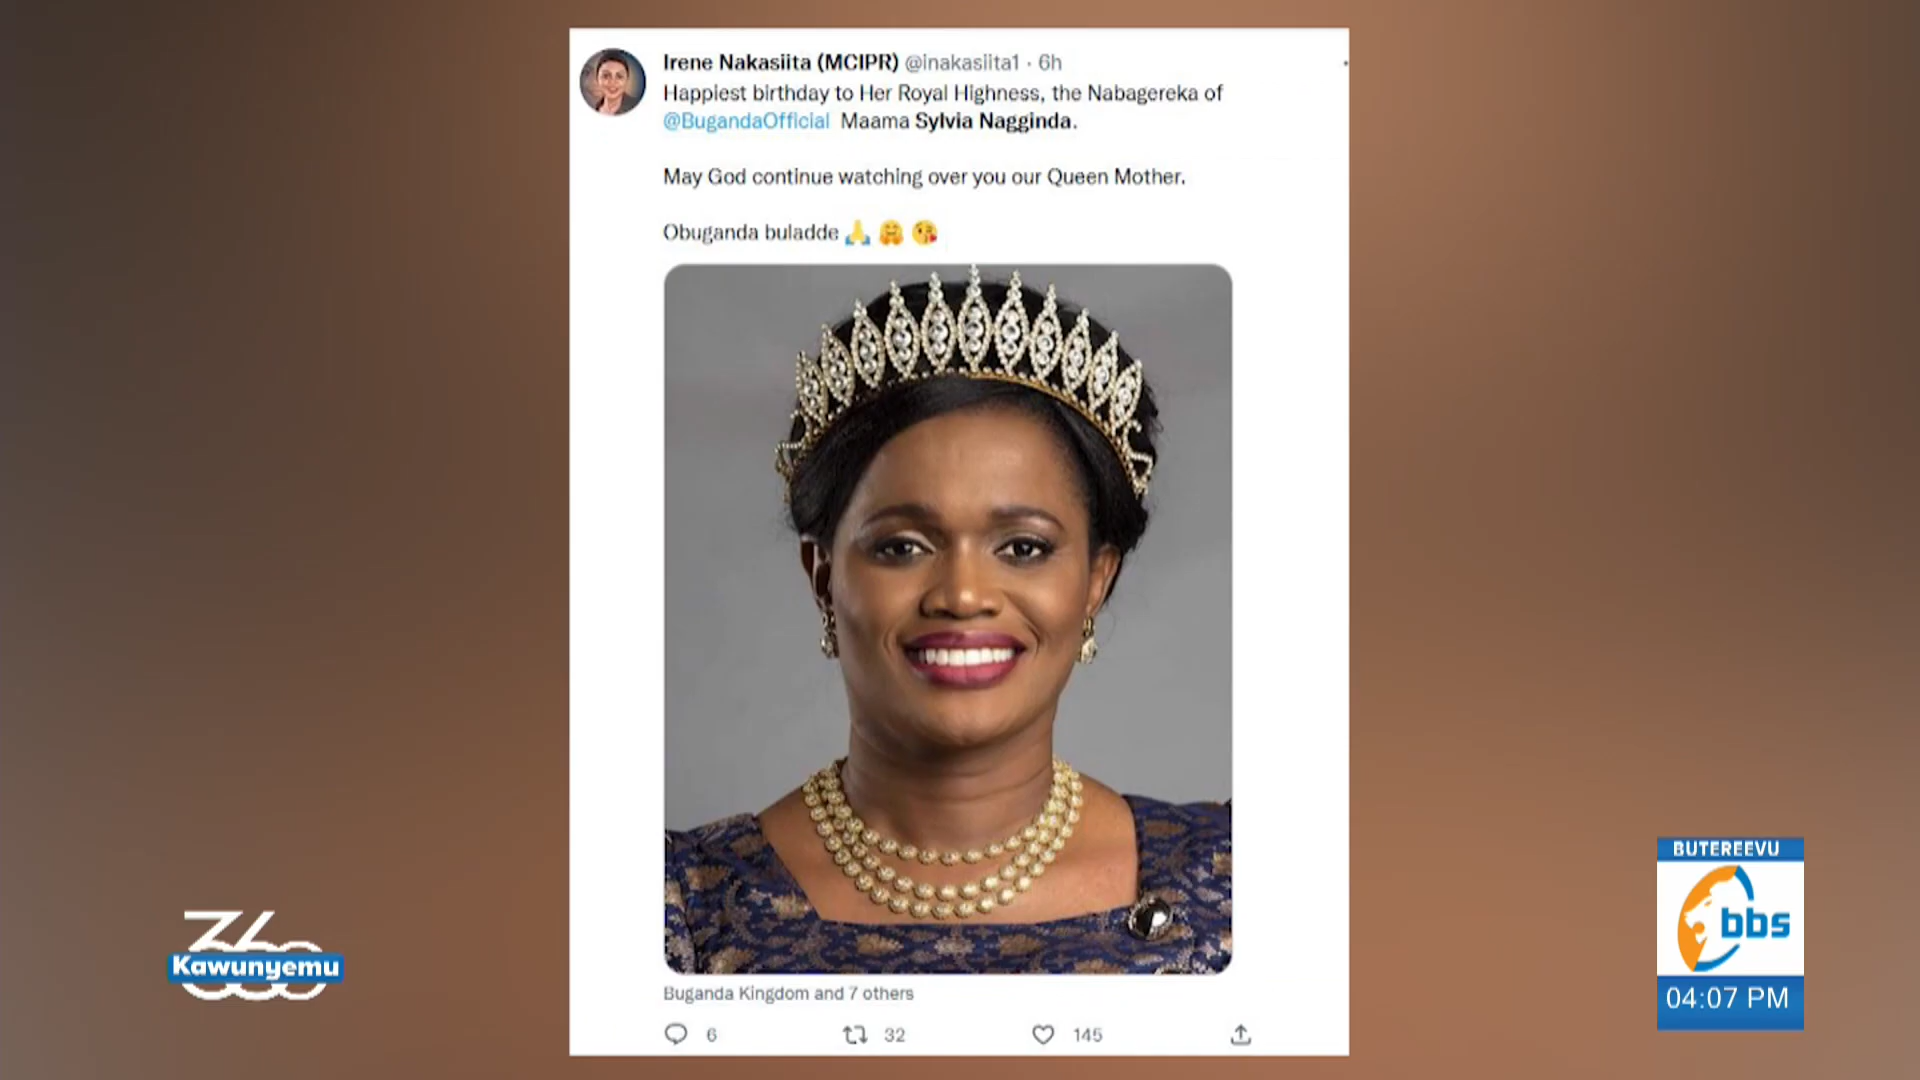 Irene Nakasiita (MCIPR) @inakasiita1 · 6h
Happiest birthday to Her Royal Highness, the Nabagereka of
@BugandaOfficial Maama Sylvia Nagginda.
May God continue watching over you our Queen Mother.
Obuganda buladde 🙏 🤗 😘
Buganda Kingdom and 7 others
6 32 145
360
Kawunyemu
BUTEREEVU
bbs
04:07 PM